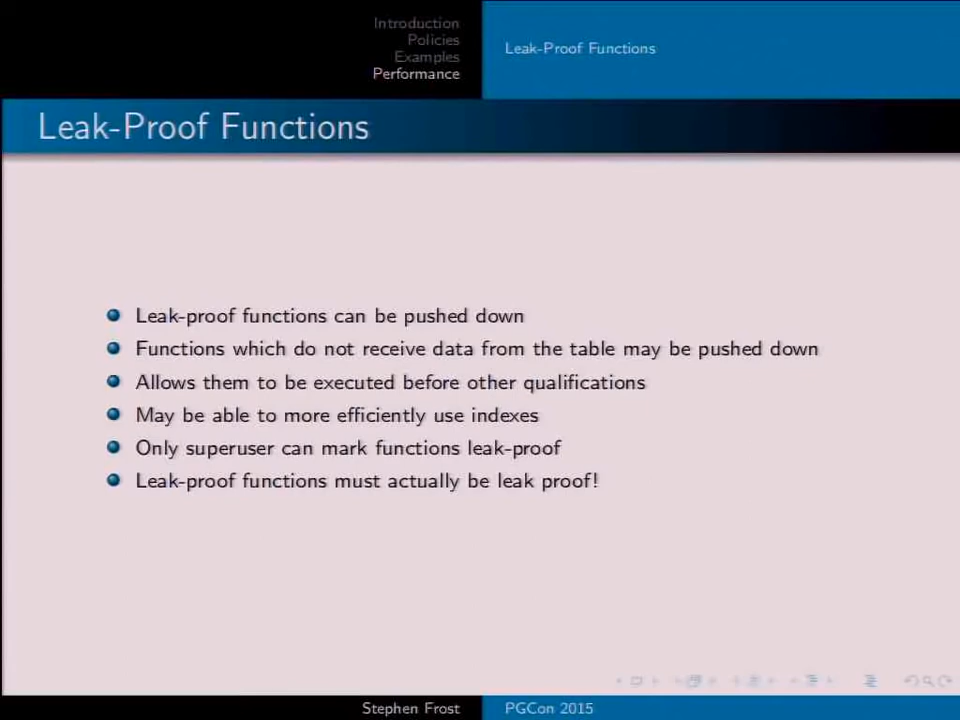 Introduction
Policies
Examples
Performance
Leak-Proof Functions
Leak-Proof Functions
Leak-proof functions can be pushed down
Functions which do not receive data from the table may be pushed down
Allows them to be executed before other qualifications
May be able to more efficiently use indexes
Only superuser can mark functions leak-proof
Leak-proof functions must actually be leak proof!
Stephen Frost
PGCon 2015